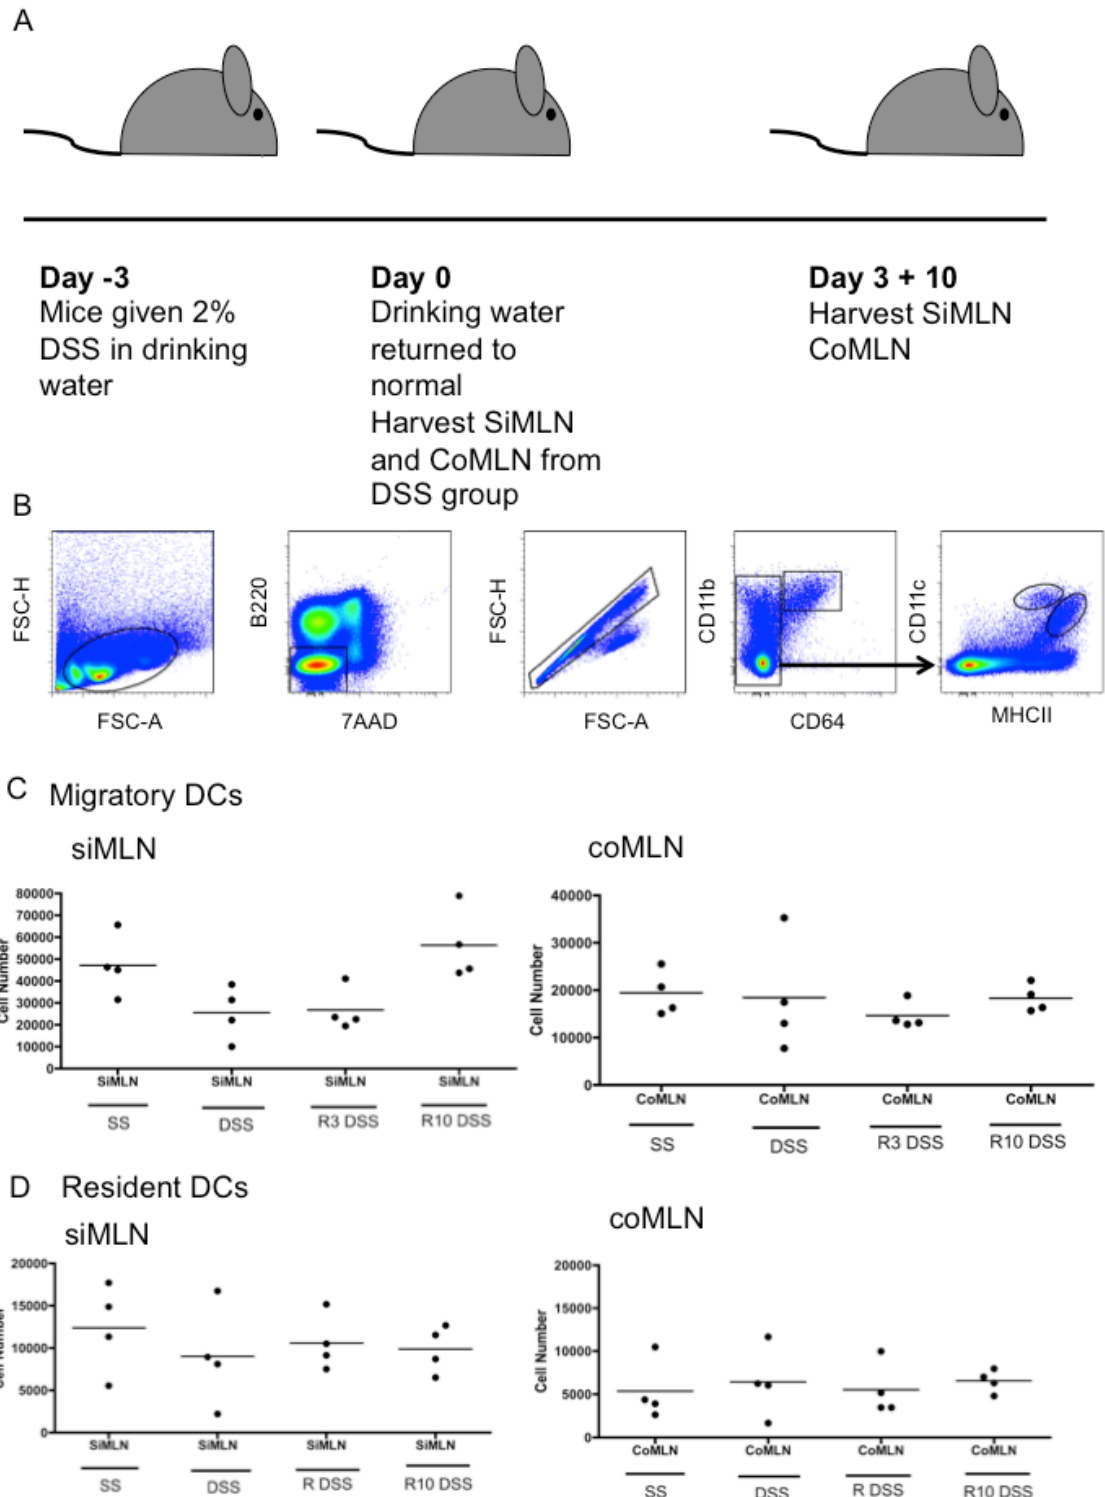 A
Day -3
Mice given 2%
DSS in drinking
water
Day 0
Drinking water
returned to
normal
Harvest SiMLN
and CoMLN from
DSS group
Day 3 + 10
Harvest SiMLN
CoMLN
B
FSC-H
FSC-A
B220
7AAD
FSC-H
FSC-A
CD11b
CD64
CD11c
MHCII
C Migratory DCs
siMLN
80000
70000
60000
50000
40000
30000
20000
10000
0
Cell Number
SiMLN SiMLN SiMLN SiMLN
SS DSS R3 DSS R10 DSS
coMLN
40000
30000
20000
10000
0
Cell Number
CoMLN CoMLN CoMLN CoMLN
SS DSS R3 DSS R10 DSS
D Resident DCs
siMLN
20000
15000
10000
5000
0
Cell Number
SiMLN SiMLN SiMLN SiMLN
SS DSS R DSS R10 DSS
coMLN
20000
15000
10000
5000
0
Cell Number
CoMLN CoMLN CoMLN CoMLN
SS DSS R DSS R10 DSS